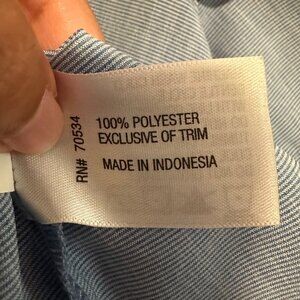 RN# 70534
100% POLYESTER
EXCLUSIVE OF TRIM
MADE IN INDONESIA